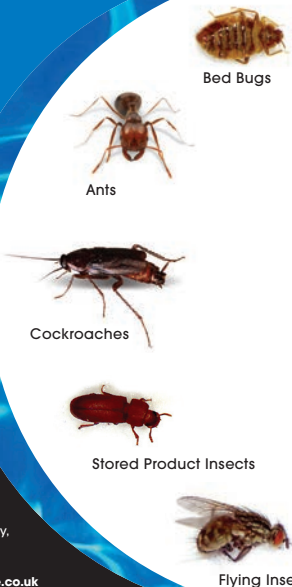 Bed Bugs
Ants
Cockroaches
Stored Product Insects
y,
.co.uk
Flying Inse